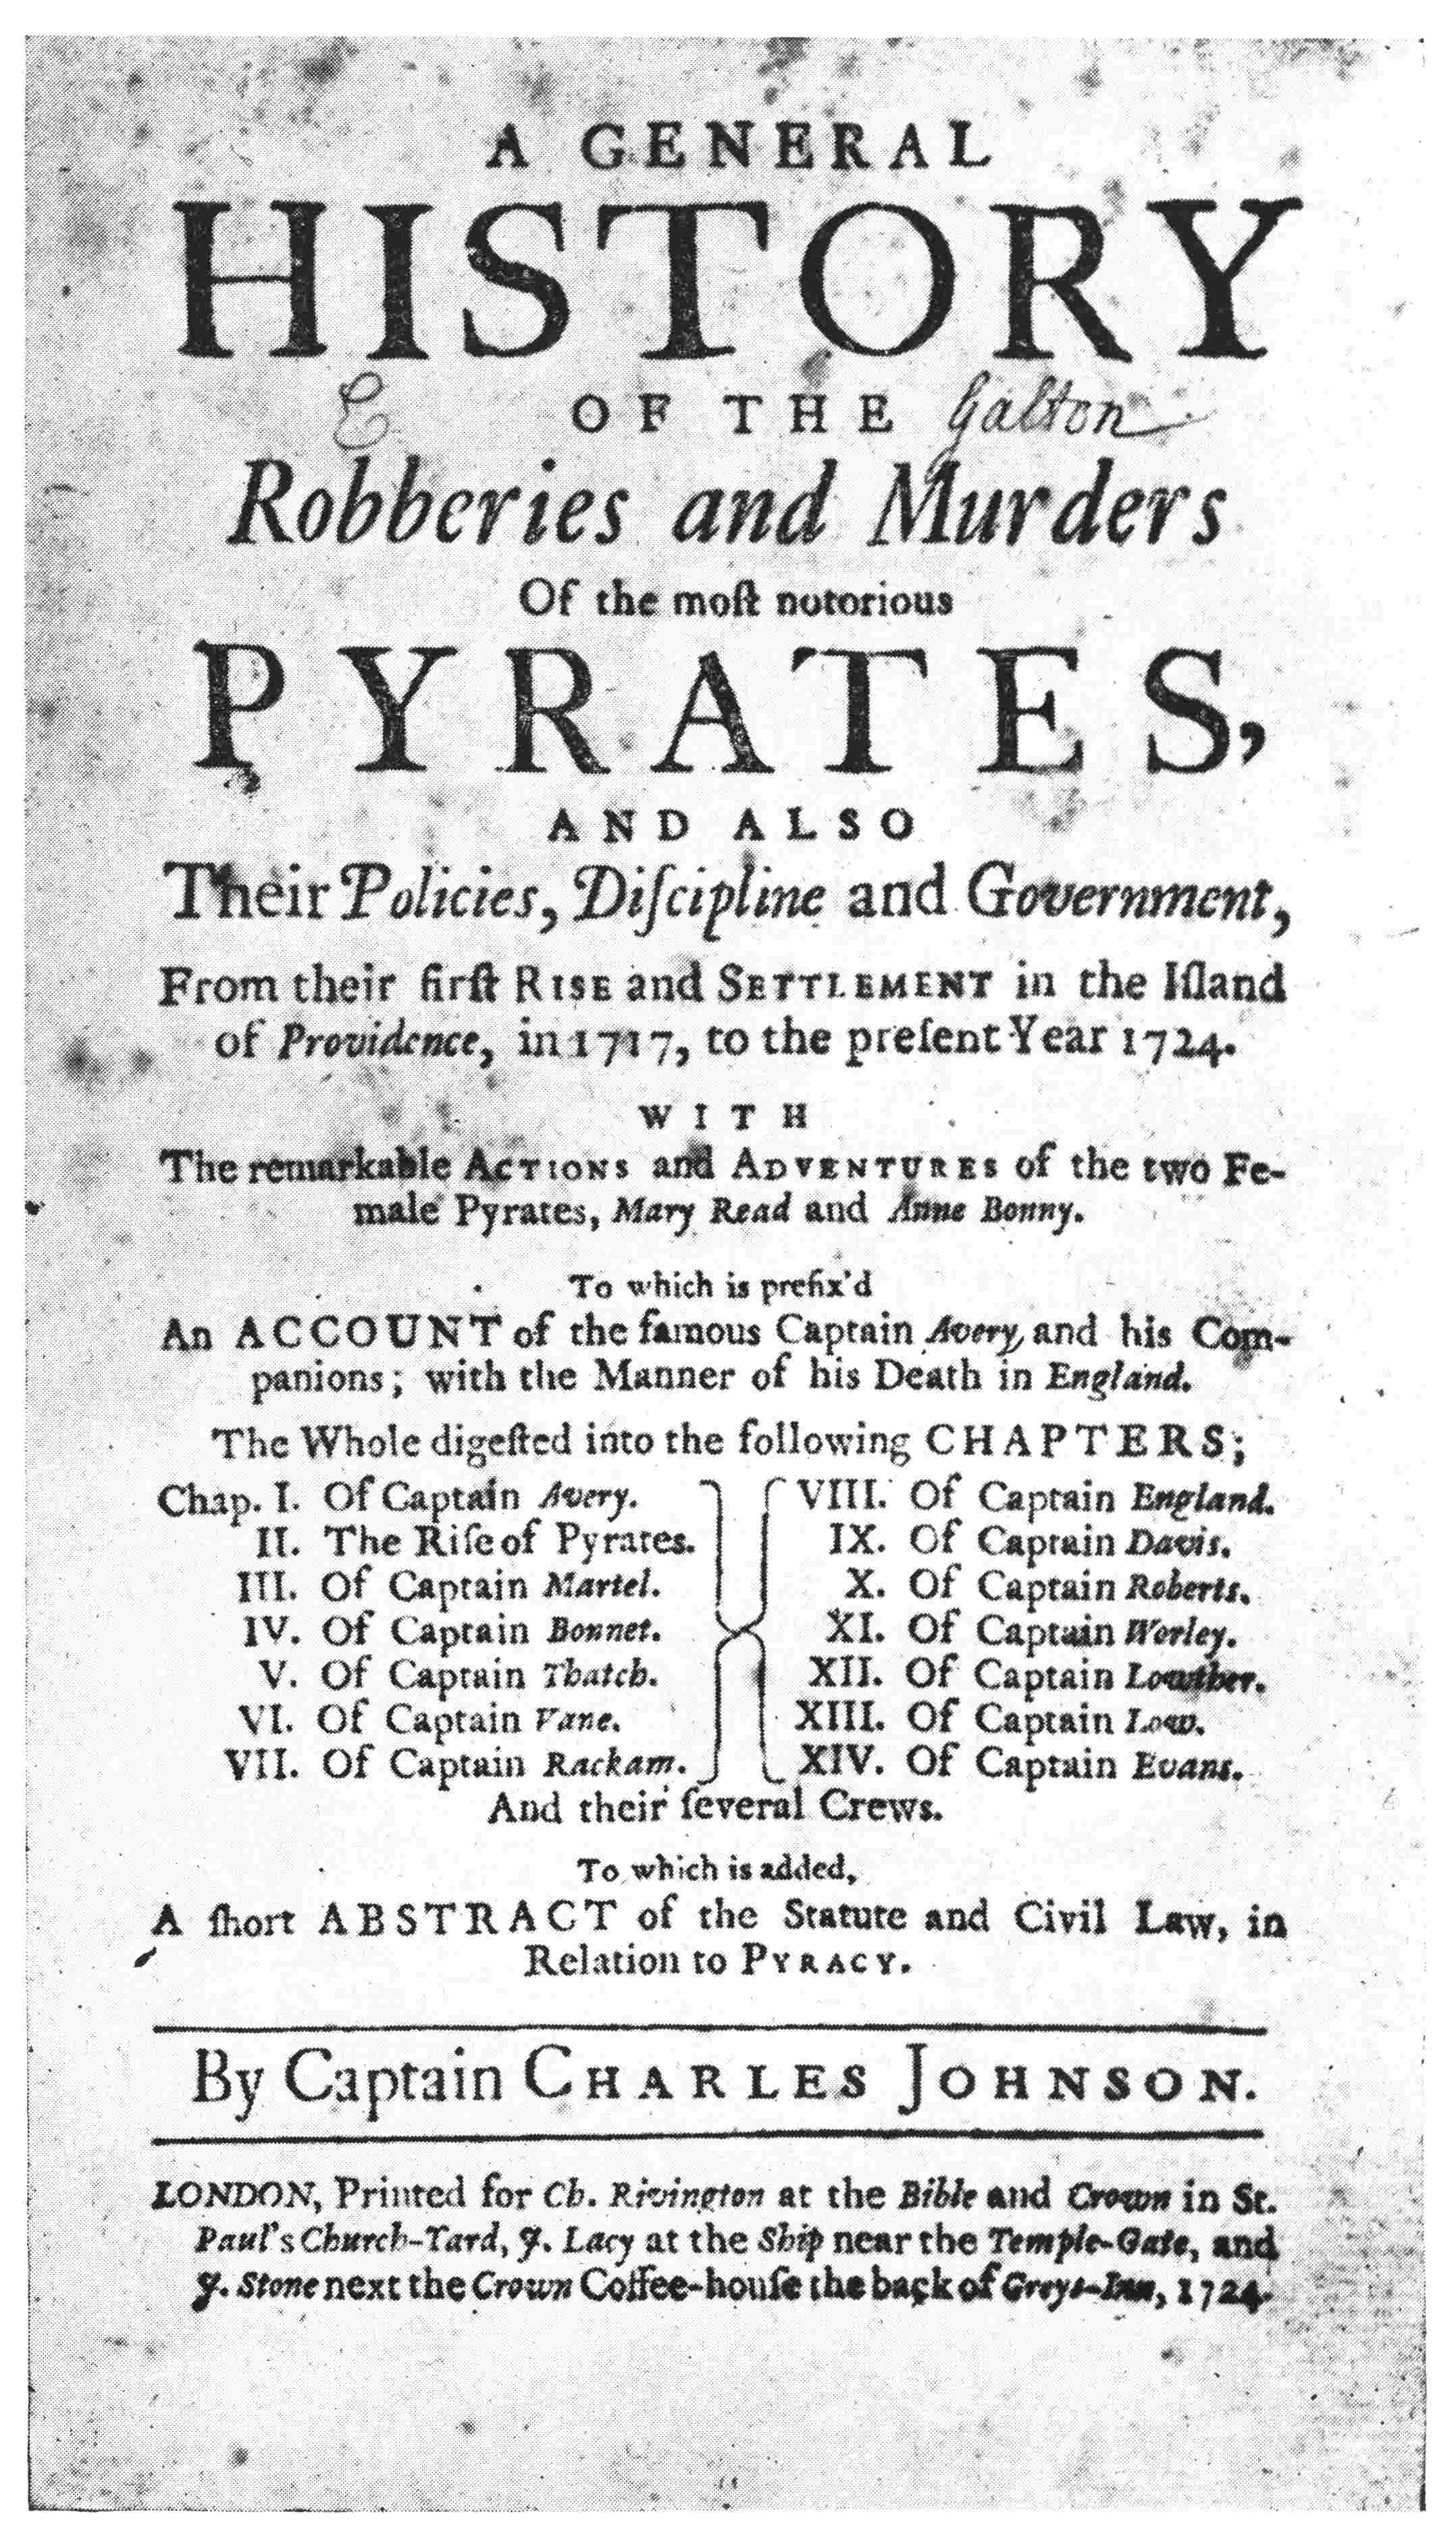 A GENERAL
HISTORY
OF THE
E Galton
Robberies and Murders
Of the moſt notorious
PYRATES,
AND ALSO
Their Policies, Diſcipline and Government,
From their firſt RISE and SETTLEMENT in the Iſland
of Providence, in 1717, to the preſent Year 1724.
WITH
The remarkable ACTIONS and ADVENTURES of the two Fe-
male Pyrates, Mary Read and Anne Bonny.
To which is prefix'd
An ACCOUNT of the famous Captain Avery, and his Com-
panions; with the Manner of his Death in England.
The Whole digeſted into the following CHAPTERS;
Chap. I. Of Captain Avery.
II. The Riſe of Pyrates.
III. Of Captain Martel.
IV. Of Captain Bonnet.
V. Of Captain Thatch.
VI. Of Captain Vane.
VII. Of Captain Rackam.
VIII. Of Captain England.
IX. Of Captain Davis.
X. Of Captain Roberts.
XI. Of Captain Worley.
XII. Of Captain Lowther.
XIII. Of Captain Low.
XIV. Of Captain Evans.
And their ſeveral Crews.
To which is added,
A ſhort ABSTRACT of the Statute and Civil Law, in
Relation to PYRACY.
By Captain CHARLES JOHNSON.
LONDON, Printed for Ch. Rivington at the Bible and Crown in St.
Paul's Church-Yard, J. Lacy at the Ship near the Temple-Gate, and
J. Stone next the Crown Coffee-houſe the back of Greys-Inn, 1724.